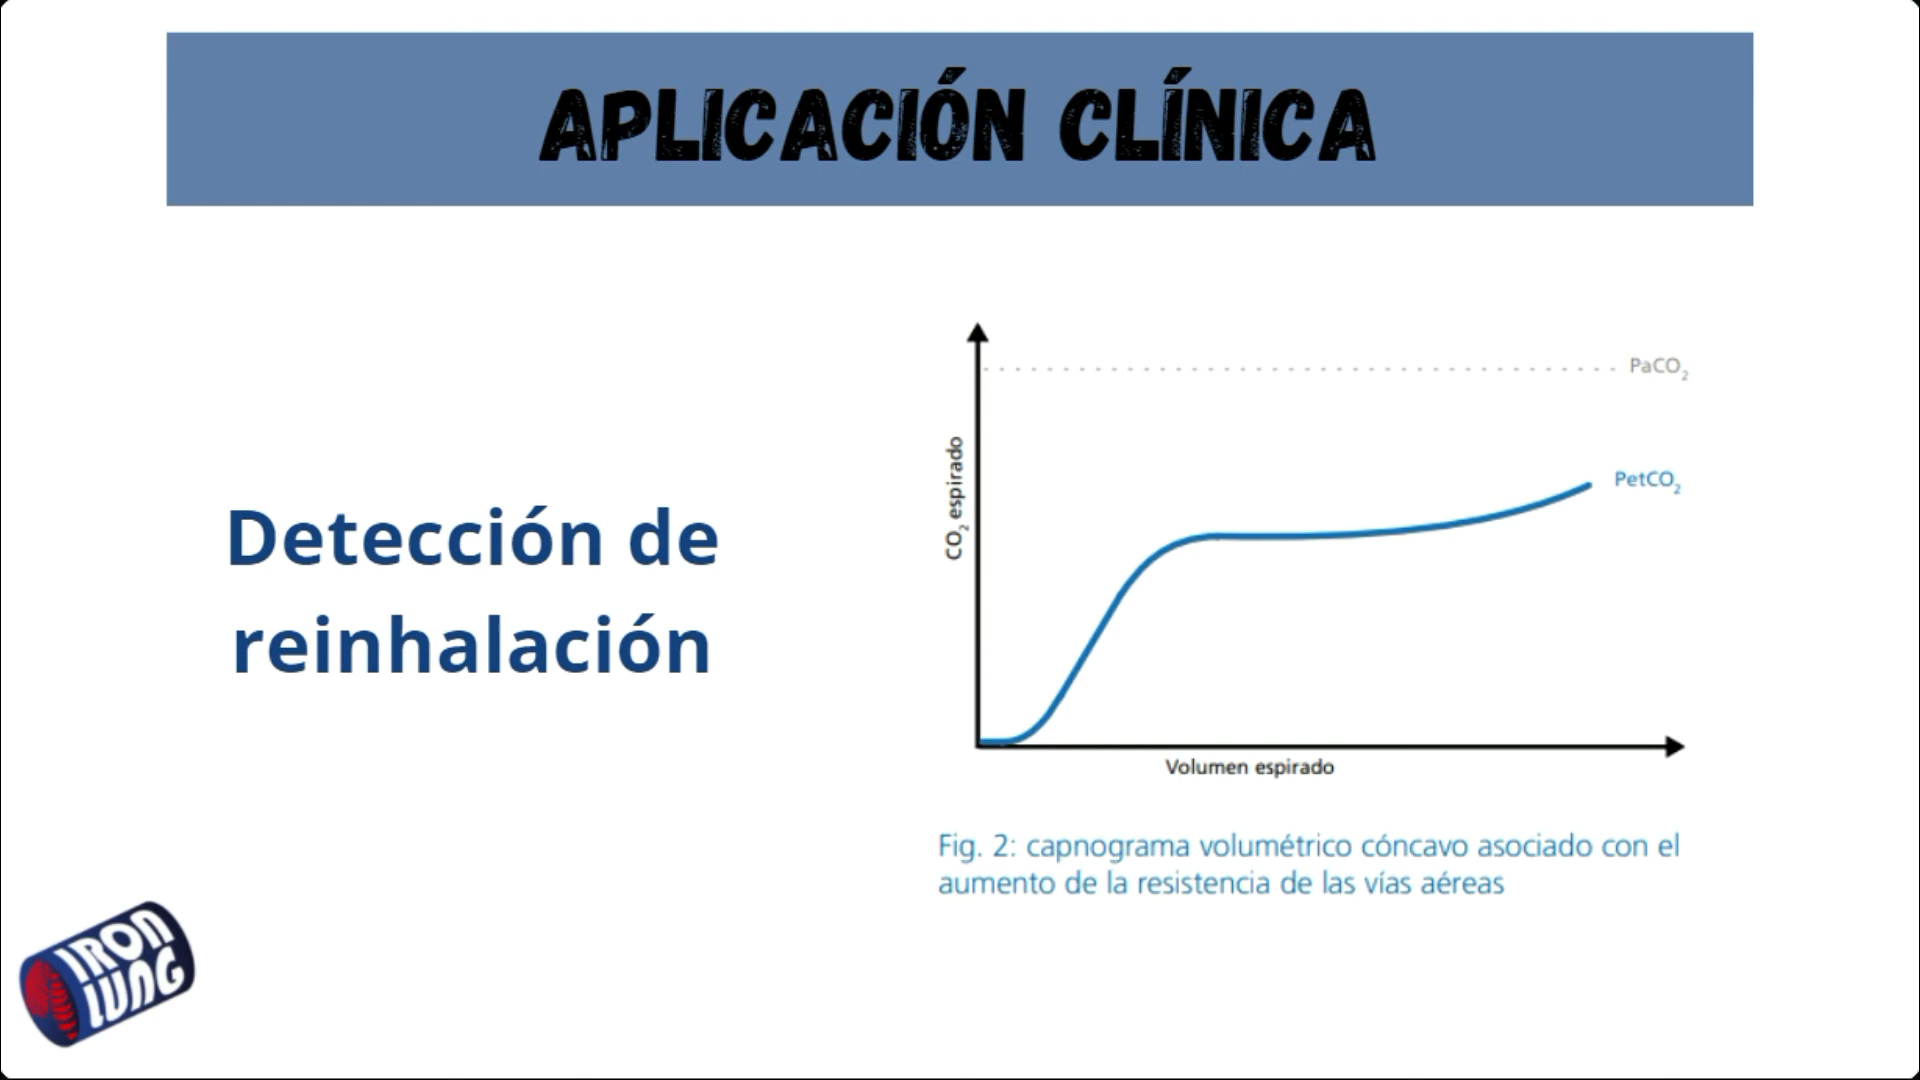 APLICACIÓN CLÍNICA
Detección de
reinhalación
PaCO2
PetCO2
CO2 espirado
Volumen espirado
Fig. 2: capnograma volumétrico cóncavo asociado con el
aumento de la resistencia de las vías aéreas
IRON
LUNG